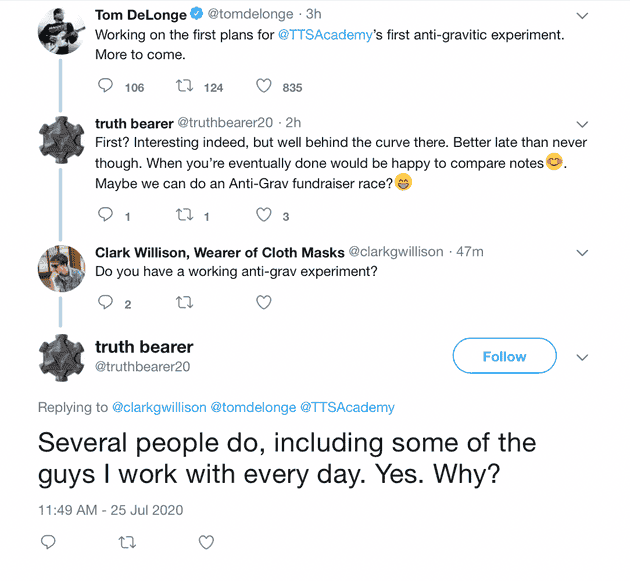 Tom DeLonge @tomdelonge · 3h
Working on the first plans for @TTSAcademy's first anti-gravitic experiment.
More to come.
106 124 835
truth bearer @truthbearer20 · 2h
First? Interesting indeed, but well behind the curve there. Better late than never
though. When you're eventually done would be happy to compare notes😊.
Maybe we can do an Anti-Grav fundraiser race?😁
1 1 3
Clark Willison, Wearer of Cloth Masks @clarkgwillison · 47m
Do you have a working anti-grav experiment?
2
truth bearer
@truthbearer20
Follow
Replying to @clarkgwillison @tomdelonge @TTSAcademy
Several people do, including some of the
guys I work with every day. Yes. Why?
11:49 AM - 25 Jul 2020